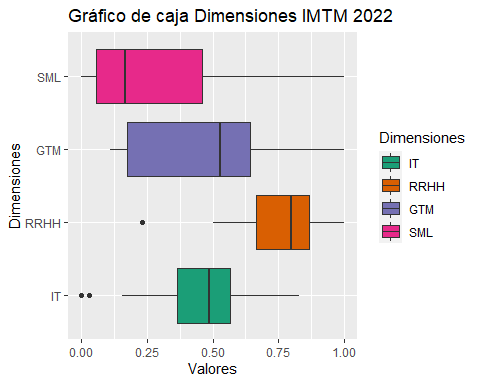 Gráfico de caja Dimensiones IMTM 2022
Dimensiones
SML
GTM
RRHH
IT
0.00 0.25 0.50 0.75 1.00
Valores
Dimensiones
IT
RRHH
GTM
SML